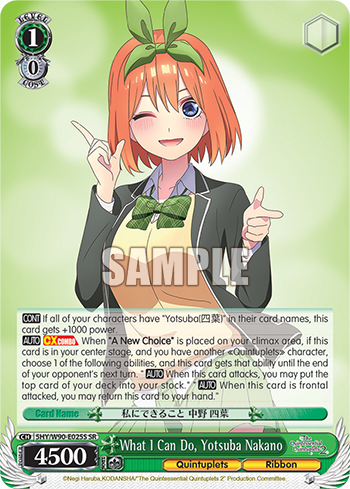 LEVEL
1
0
COST
SAMPLE
CONT If all of your characters have "Yotsuba(四葉)" in their card names, this
card gets +1000 power.
AUTO CXCOMBO When "A New Choice" is placed on your climax area, if this
card is in your center stage, and you have another «Quintuplets» character,
choose 1 of the following abilities, and this card gets that ability until the end
of your opponent's next turn. "AUTO When this card attacks, you may put the
top card of your deck into your stock." "AUTO When this card is frontal
attacked, you may return this card to your hand."
Card Name 私にできること 中野 四葉
CH 5HY/W90-E025S SR What I Can Do, Yotsuba Nakano
POWER 4500 Quintuplets Ribbon
The Quintessential Quintuplets 2
©Negi Haruba,KODANSHA/"The Quintessential Quintuplets 2" Production Committee.